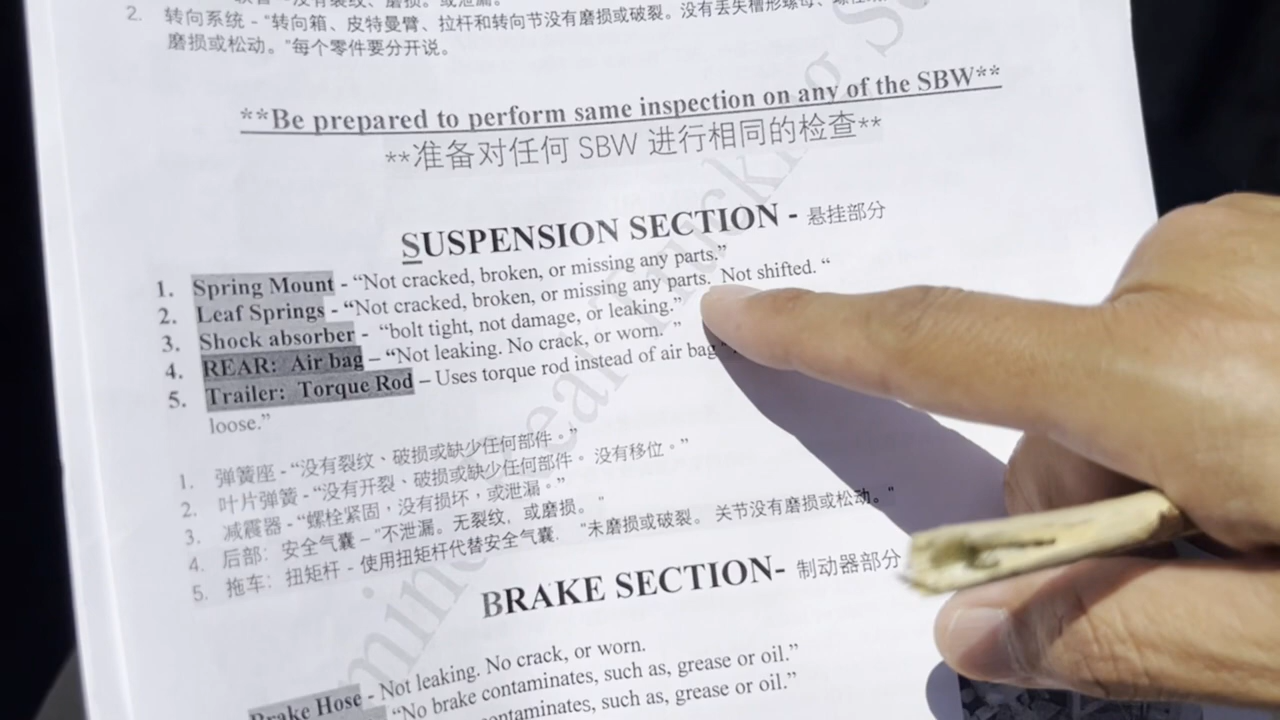 2. 转向系统 - “转向箱、皮特曼臂、拉杆和转向节没有磨损或破裂。没有丢失槽形螺母、
磨损或松动。”每个零件要分开说。
**Be prepared to perform same inspection on any of the SBW**
**准备对任何 SBW 进行相同的检查**
SUSPENSION SECTION - 悬挂部分
1. Spring Mount - “Not cracked, broken, or missing any parts.”
2. Leaf Springs - “Not cracked, broken, or missing any parts. Not shifted. “
3. Shock absorber - “bolt tight, not damage, or leaking.”
4. REAR: Air bag – “Not leaking. No crack, or worn. ”
5. Trailer: Torque Rod – Uses torque rod instead of air bag
loose.”
1. 弹簧座 - “没有裂纹、破损或缺少任何部件。”
2. 叶片弹簧 - “没有开裂、破损或缺少任何部件。没有移位。”
3. 减震器 - “螺栓紧固，没有损坏，或泄漏。”
4. 后部：安全气囊 – “不泄漏。无裂纹，或磨损。 “
5. 拖车：扭矩杆 - 使用扭矩杆代替安全气囊. “未磨损或破裂。 关节没有磨损或松动。“
BRAKE SECTION- 制动器部分
Brake Hose - Not leaking. No crack, or worn.
“No brake contaminates, such as, grease or oil.”
contaminates, such as, grease or oil.”